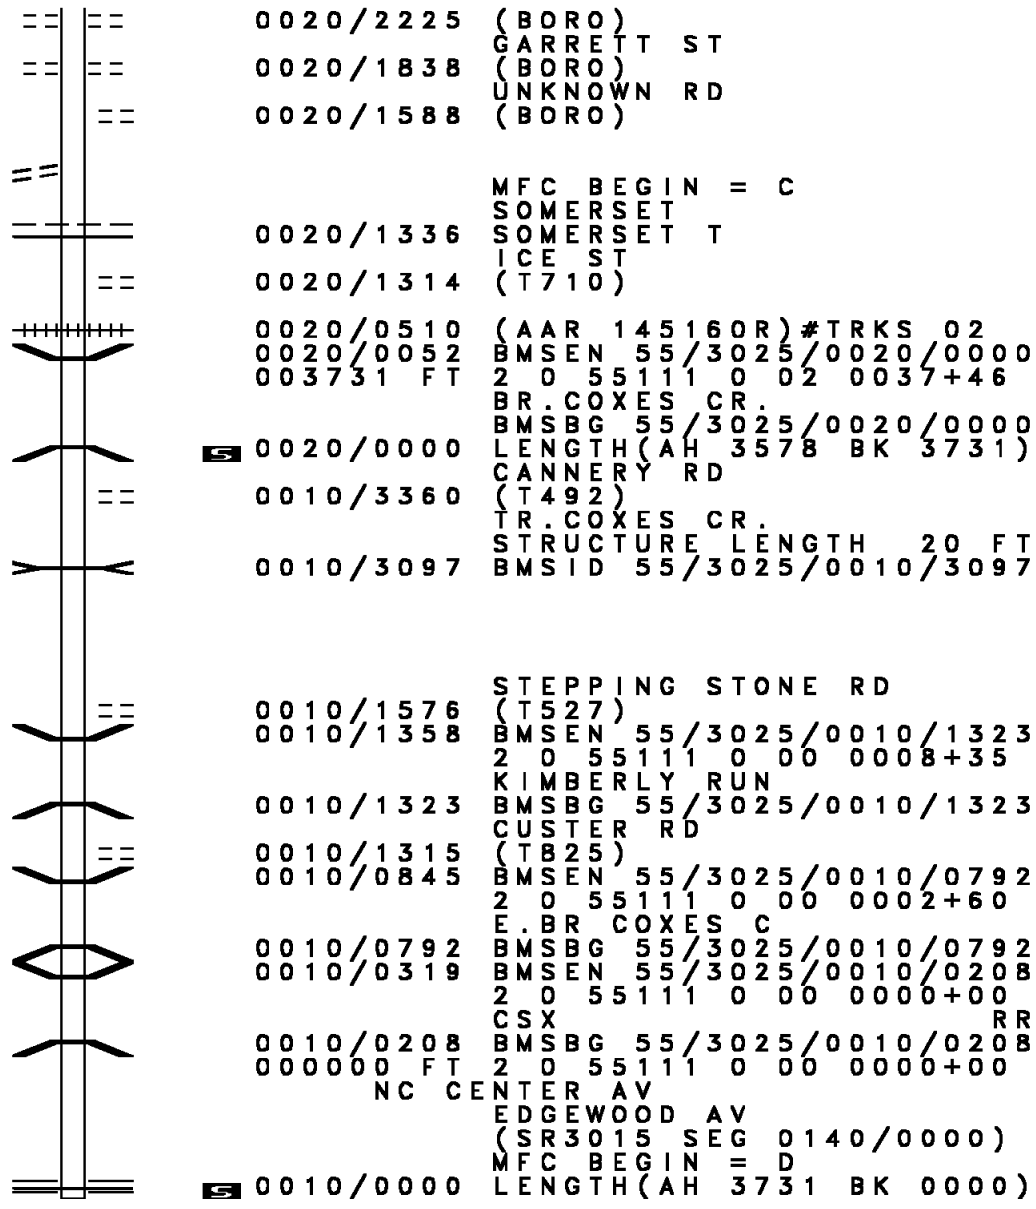 0020/2225 (BORO)
GARRETT ST
0020/1838 (BORO)
UNKNOWN RD
0020/1588 (BORO)
MFC BEGIN = C
SOMERSET
0020/1336 SOMERSET T
ICE ST
0020/1314 (T710)
0020/0510 (AAR 145160R)#TRKS 02
0020/0052 BMSEN 55/3025/0020/0000
003731 FT 2 0 55111 0 02 0037+46
BR.COXES CR.
BMSBG 55/3025/0020/0000
S 0020/0000 LENGTH(AH 3578 BK 3731)
CANNERY RD
0010/3360 (T492)
TR.COXES CR.
STRUCTURE LENGTH 20 FT
0010/3097 BMSID 55/3025/0010/3097
STEPPING STONE RD
0010/1576 (T527)
0010/1358 BMSEN 55/3025/0010/1323
2 0 55111 0 00 0008+35
KIMBERLY RUN
0010/1323 BMSBG 55/3025/0010/1323
CUSTER RD
0010/1315 (T825)
0010/0845 BMSEN 55/3025/0010/0792
2 0 55111 0 00 0002+60
E.BR COXES C
0010/0792 BMSBG 55/3025/0010/0792
0010/0319 BMSEN 55/3025/0010/0208
2 0 55111 0 00 0000+00
CSX RR
0010/0208 BMSBG 55/3025/0010/0208
000000 FT 2 0 55111 0 00 0000+00
NC CENTER AV
EDGEWOOD AV
(SR3015 SEG 0140/0000)
MFC BEGIN = D
S 0010/0000 LENGTH(AH 3731 BK 0000)